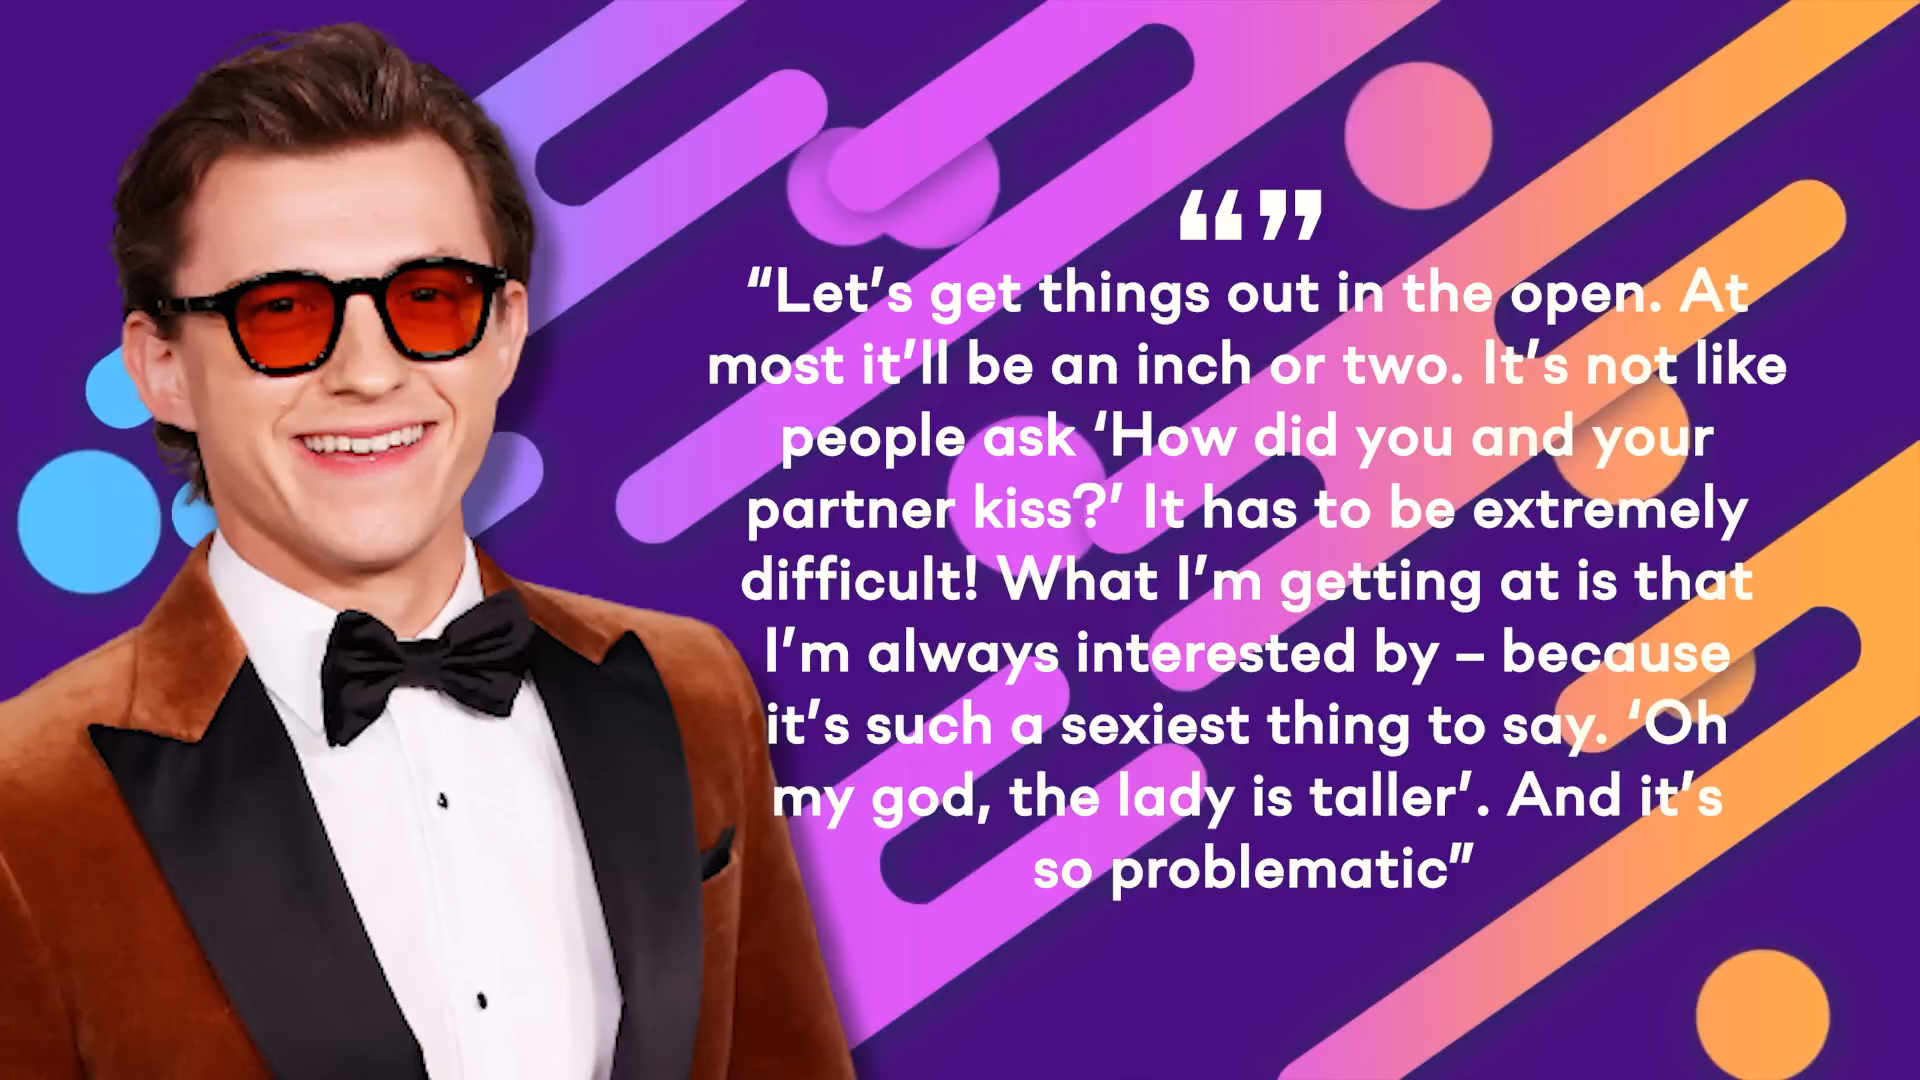 “”
“Let’s get things out in the open. At
most it’ll be an inch or two. It’s not like
people ask ‘How did you and your
partner kiss?’ It has to be extremely
difficult! What I’m getting at is that
I’m always interested by – because
it’s such a sexiest thing to say. ‘Oh
my god, the lady is taller’. And it’s
so problematic”